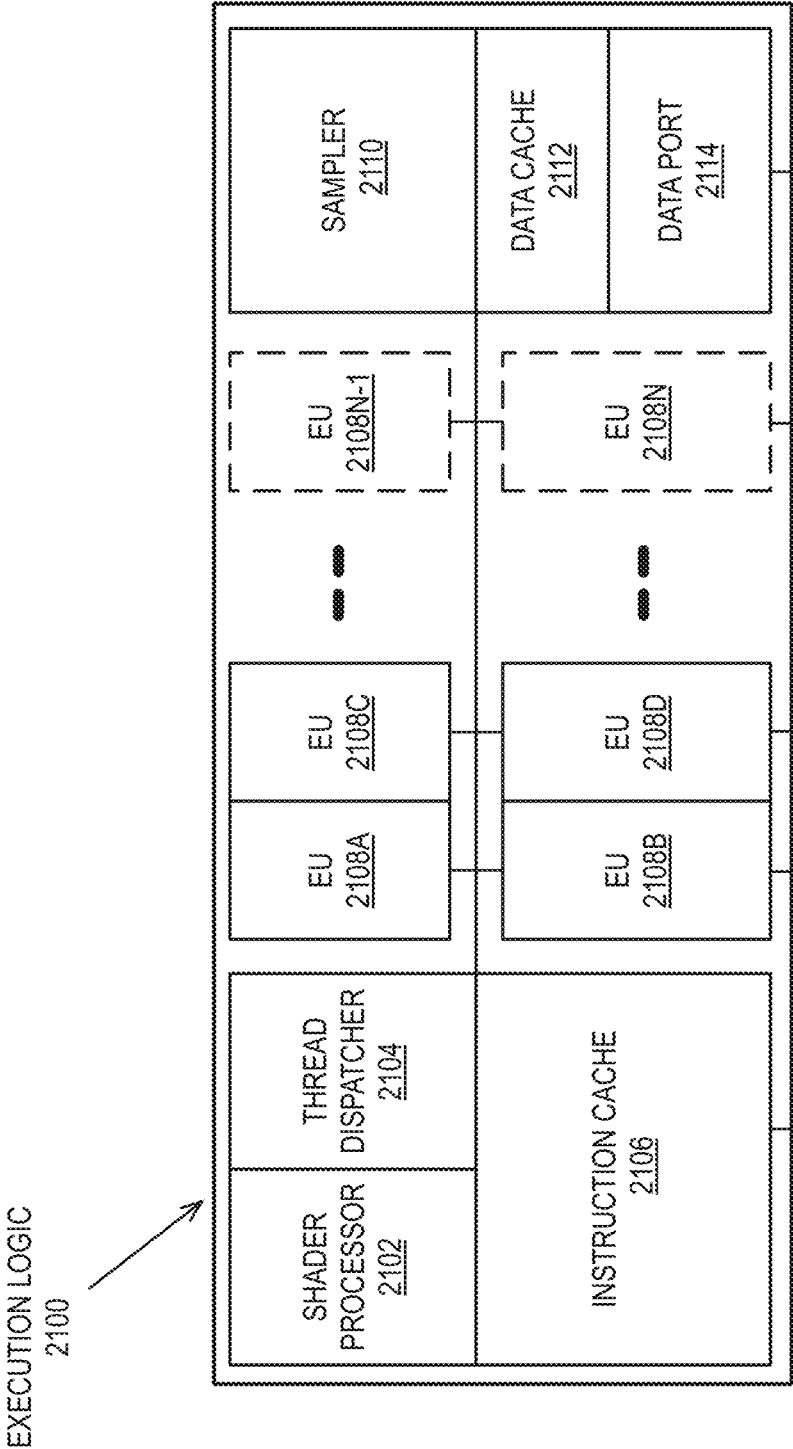 EXECUTION LOGIC
2100
SHADER
PROCESSOR
2102
THREAD
DISPATCHER
2104
INSTRUCTION CACHE
2106
EU
2108A
EU
2108C
EU
2108B
EU
2108D
EU
2108N-1
EU
2108N
SAMPLER
2110
DATA CACHE
2112
DATA PORT
2114